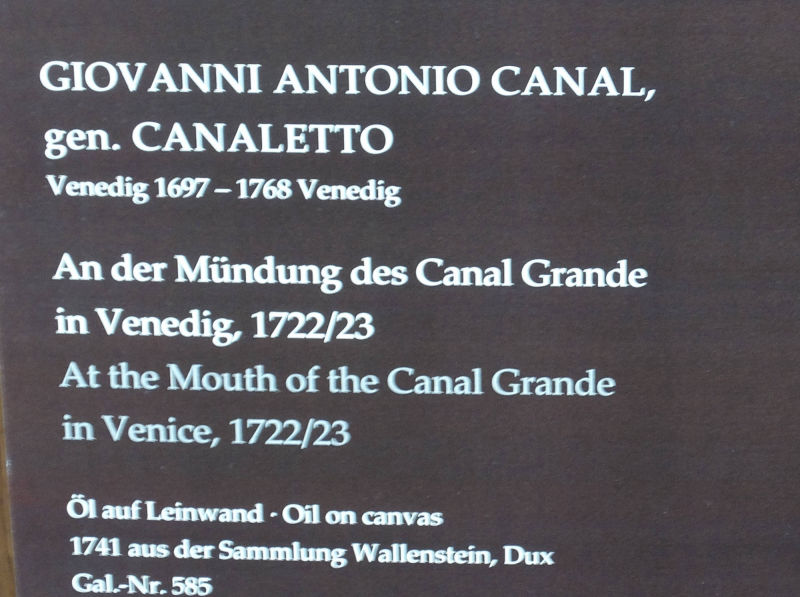 GIOVANNI ANTONIO CANAL,
gen. CANALETTO
Venedig 1697 – 1768 Venedig
An der Mündung des Canal Grande
in Venedig, 1722/23
At the Mouth of the Canal Grande
in Venice, 1722/23
Öl auf Leinwand · Oil on canvas
1741 aus der Sammlung Wallenstein, Dux
Gal.-Nr. 585